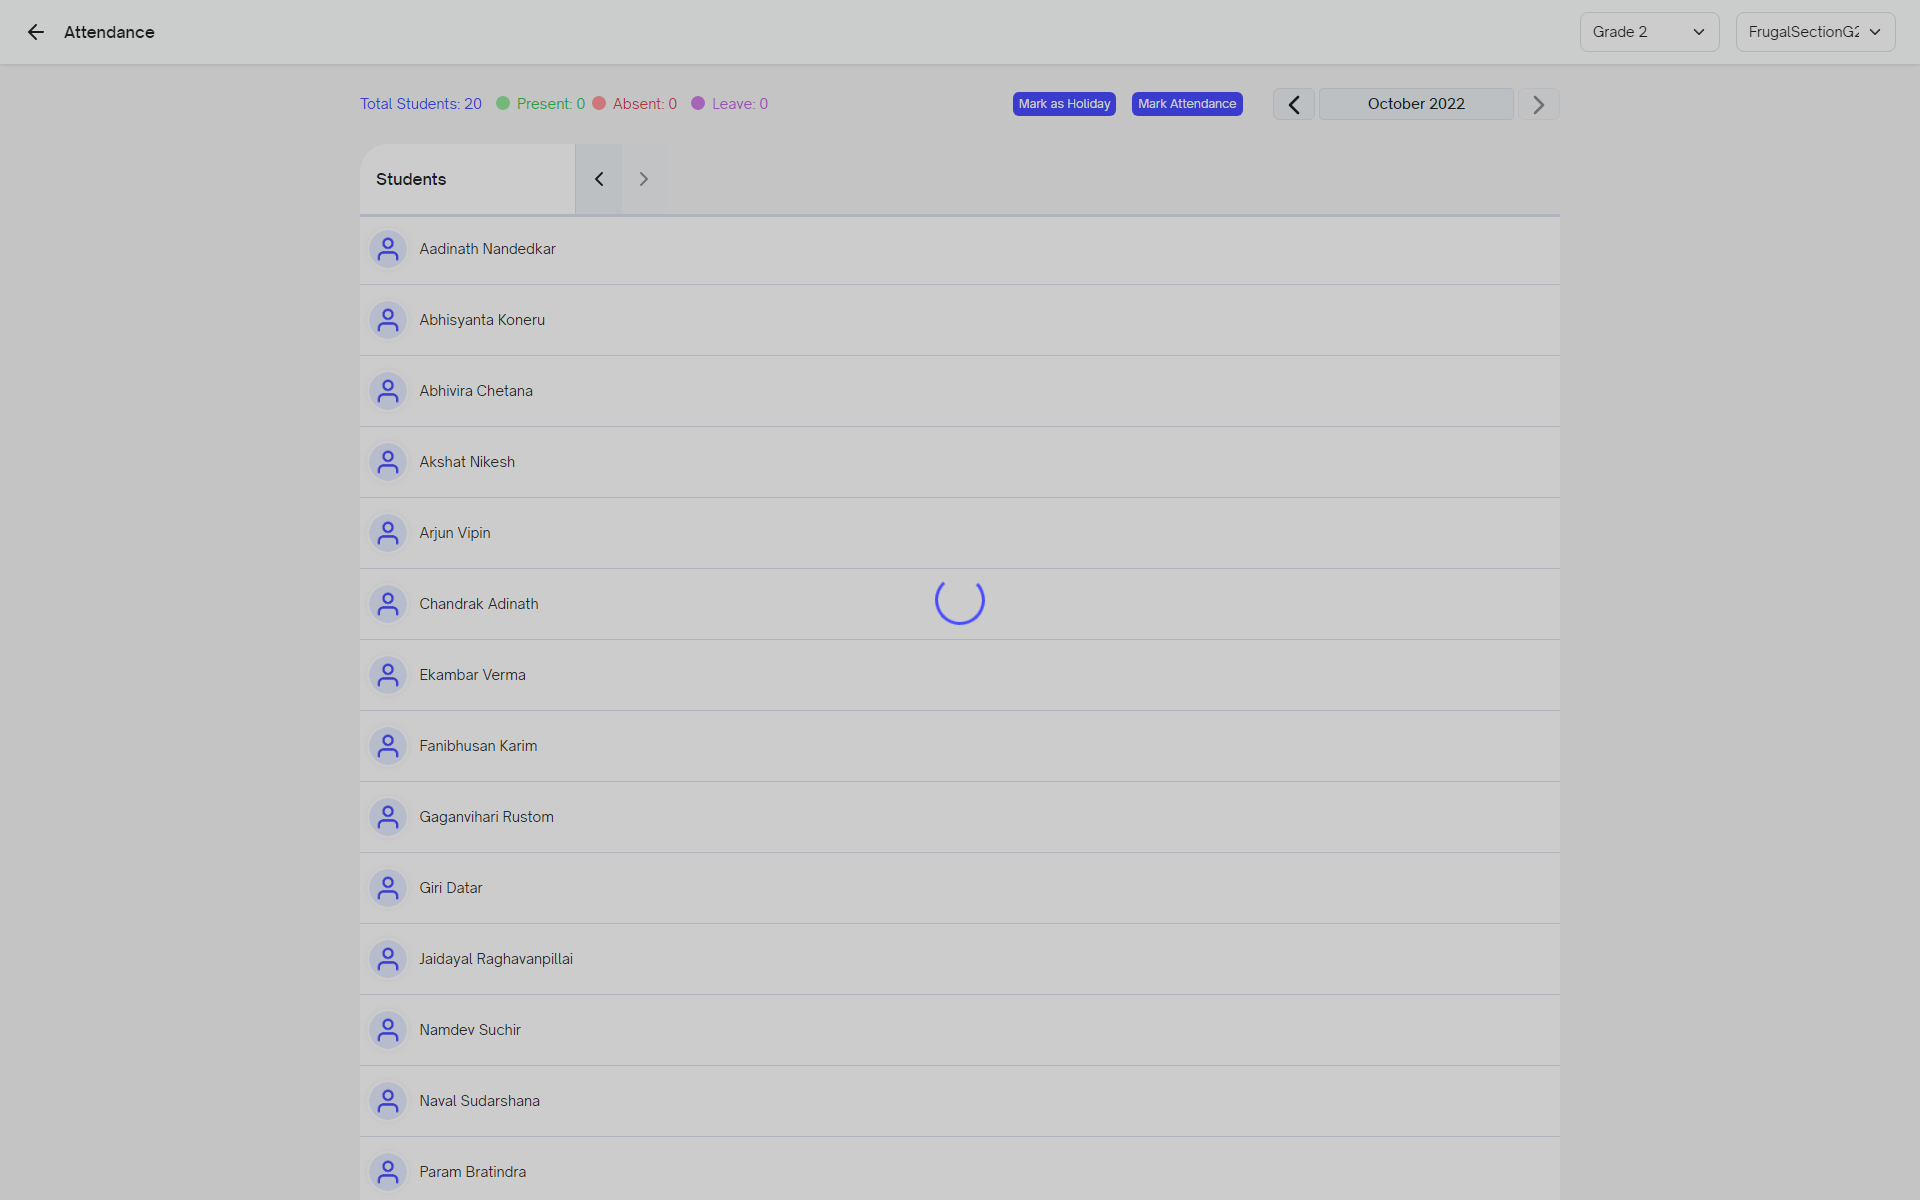 Attendance
Grade 2
FrugalSectionG2
Total Students: 20 Present: 0 Absent: 0 Leave: 0
Mark as Holiday
Mark Attendance
October 2022
Students
Aadinath Nandedkar
Abhisyanta Koneru
Abhivira Chetana
Akshat Nikesh
Arjun Vipin
Chandrak Adinath
Ekambar Verma
Fanibhusan Karim
Gaganvihari Rustom
Giri Datar
Jaidayal Raghavanpillai
Namdev Suchir
Naval Sudarshana
Param Bratindra